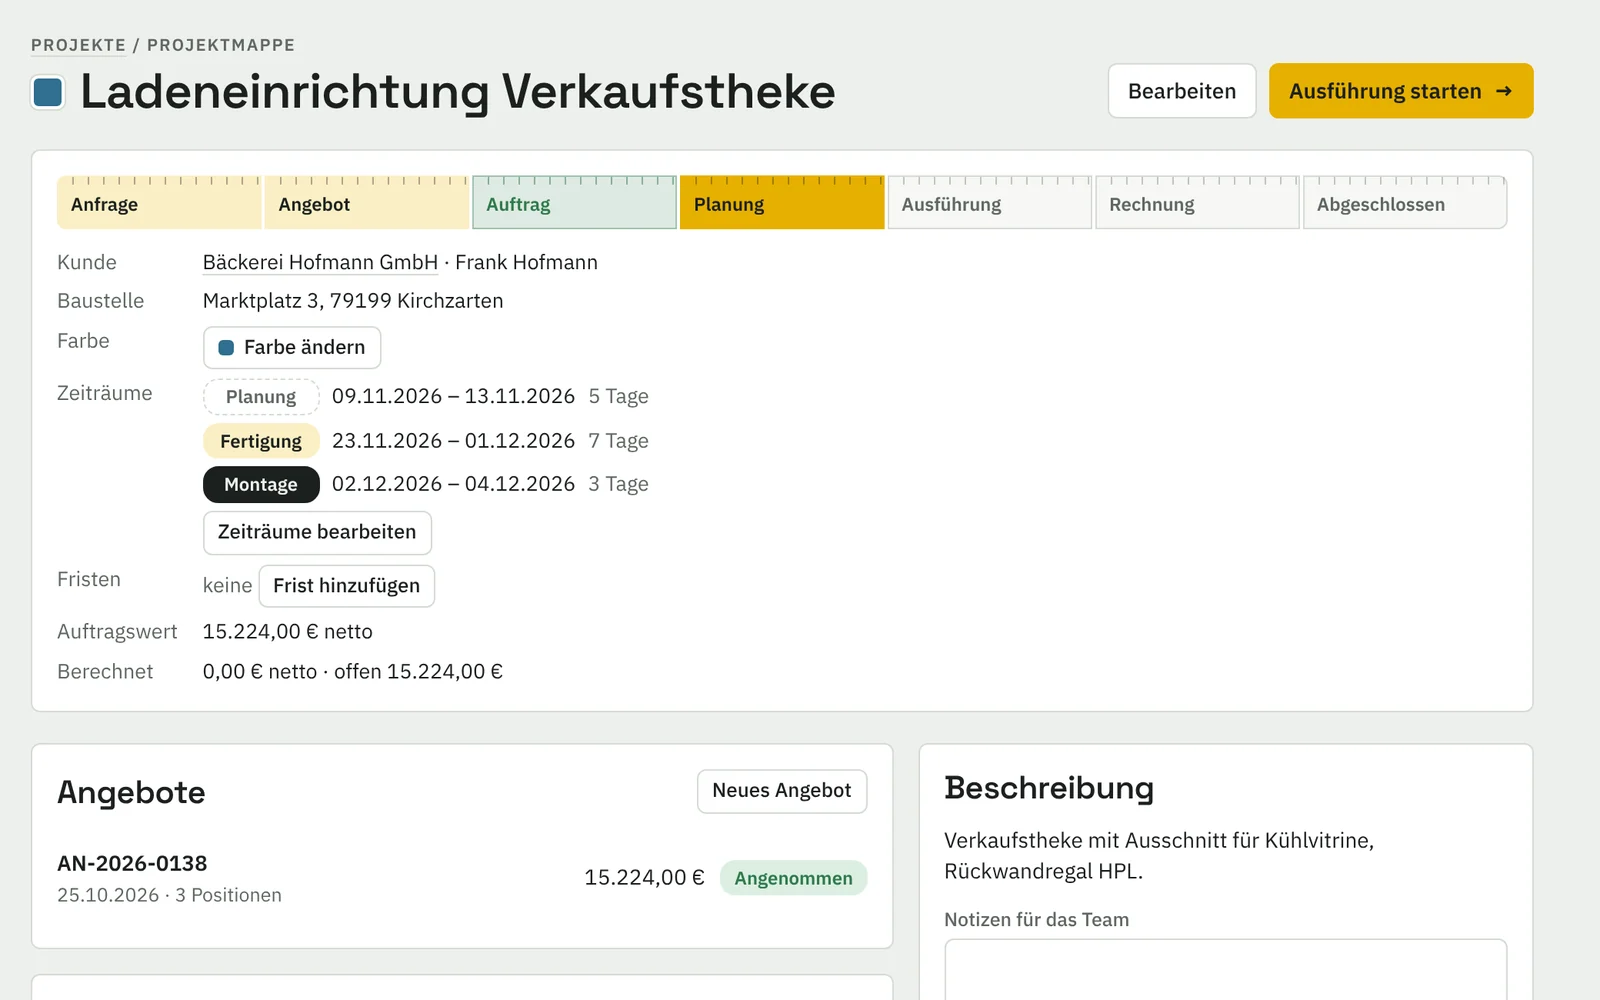 PROJEKTE / PROJEKTMAPPE
Ladeneinrichtung Verkaufstheke
Bearbeiten
Ausführung starten →
Anfrage
Angebot
Auftrag
Planung
Ausführung
Rechnung
Abgeschlossen
Kunde Bäckerei Hofmann GmbH · Frank Hofmann
Baustelle Marktplatz 3, 79199 Kirchzarten
Farbe Farbe ändern
Zeiträume Planung 09.11.2026 – 13.11.2026 5 Tage
Fertigung 23.11.2026 – 01.12.2026 7 Tage
Montage 02.12.2026 – 04.12.2026 3 Tage
Zeiträume bearbeiten
Fristen keine Frist hinzufügen
Auftragswert 15.224,00 € netto
Berechnet 0,00 € netto · offen 15.224,00 €
Angebote
Neues Angebot
AN-2026-0138
25.10.2026 · 3 Positionen
15.224,00 € Angenommen
Beschreibung
Verkaufstheke mit Ausschnitt für Kühlvitrine,
Rückwandregal HPL.
Notizen für das Team